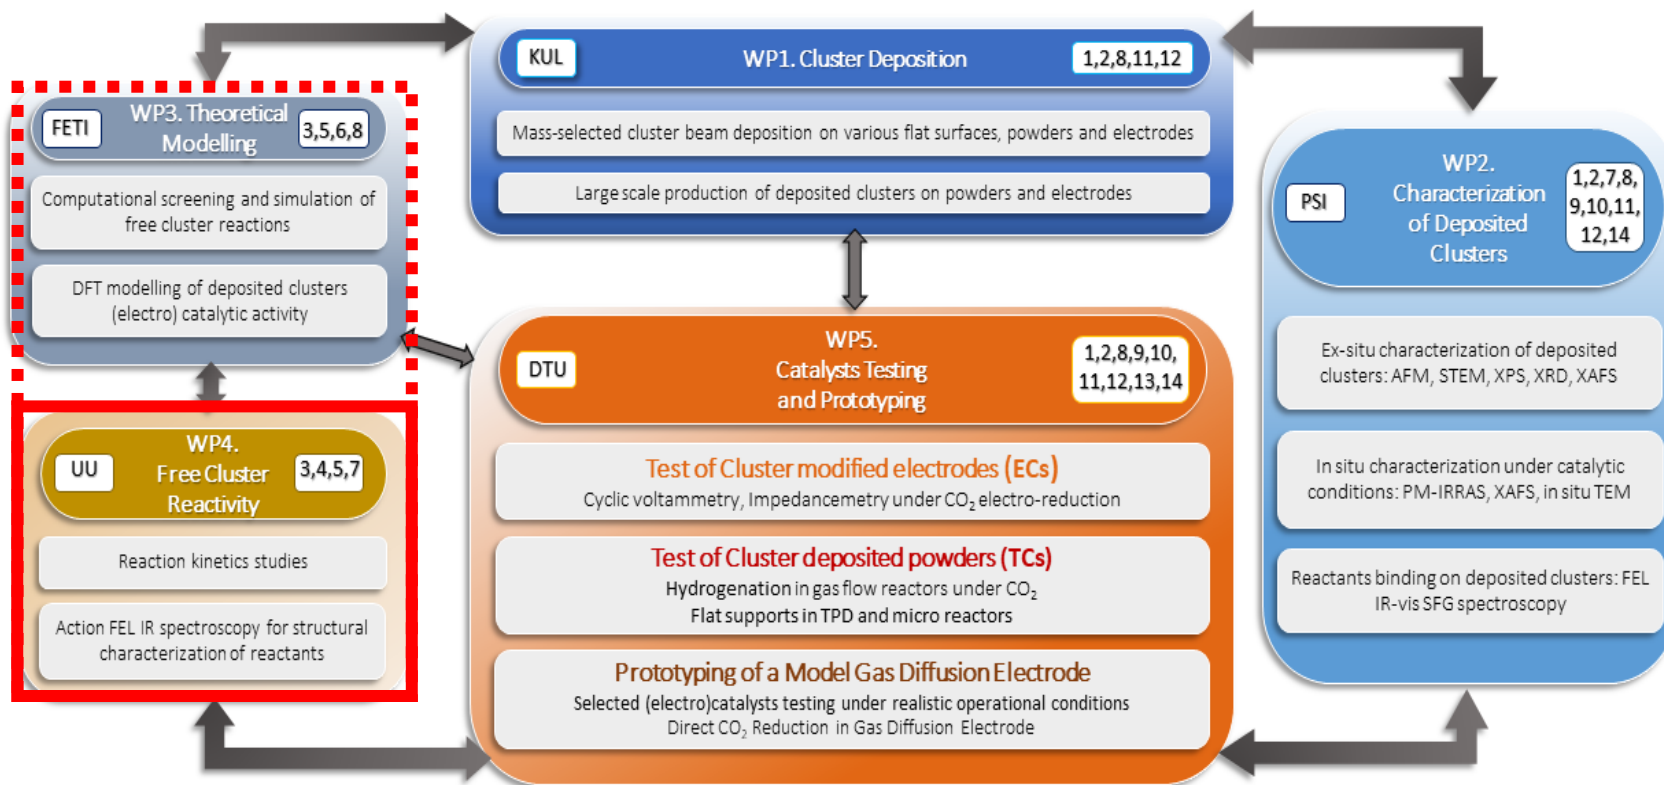 KUL
WP1. Cluster Deposition
1,2,8,11,12
Mass-selected cluster beam deposition on various flat surfaces, powders and electrodes
Large scale production of deposited clusters on powders and electrodes
FETI
WP3. Theoretical
Modelling
3,5,6,8
Computational screening and simulation of
free cluster reactions
DFT modelling of deposited clusters
(electro) catalytic activity
UU
WP4.
Free Cluster
Reactivity
3,4,5,7
Reaction kinetics studies
Action FEL IR spectroscopy for structural
characterization of reactants
DTU
WP5.
Catalysts Testing
and Prototyping
1,2,8,9,10,
11,12,13,14
Test of Cluster modified electrodes (ECs)
Cyclic voltammetry, Impedancemetry under CO₂ electro-reduction
Test of Cluster deposited powders (TCs)
Hydrogenation in gas flow reactors under CO₂
Flat supports in TPD and micro reactors
Prototyping of a Model Gas Diffusion Electrode
Selected (electro)catalysts testing under realistic operational conditions
Direct CO₂ Reduction in Gas Diffusion Electrode
PSI
WP2.
Characterization
of Deposited
Clusters
1,2,7,8,
9,10,11,
12,14
Ex-situ characterization of deposited
clusters: AFM, STEM, XPS, XRD, XAFS
In situ characterization under catalytic
conditions: PM-IRRAS, XAFS, in situ TEM
Reactants binding on deposited clusters: FEL
IR-vis SFG spectroscopy